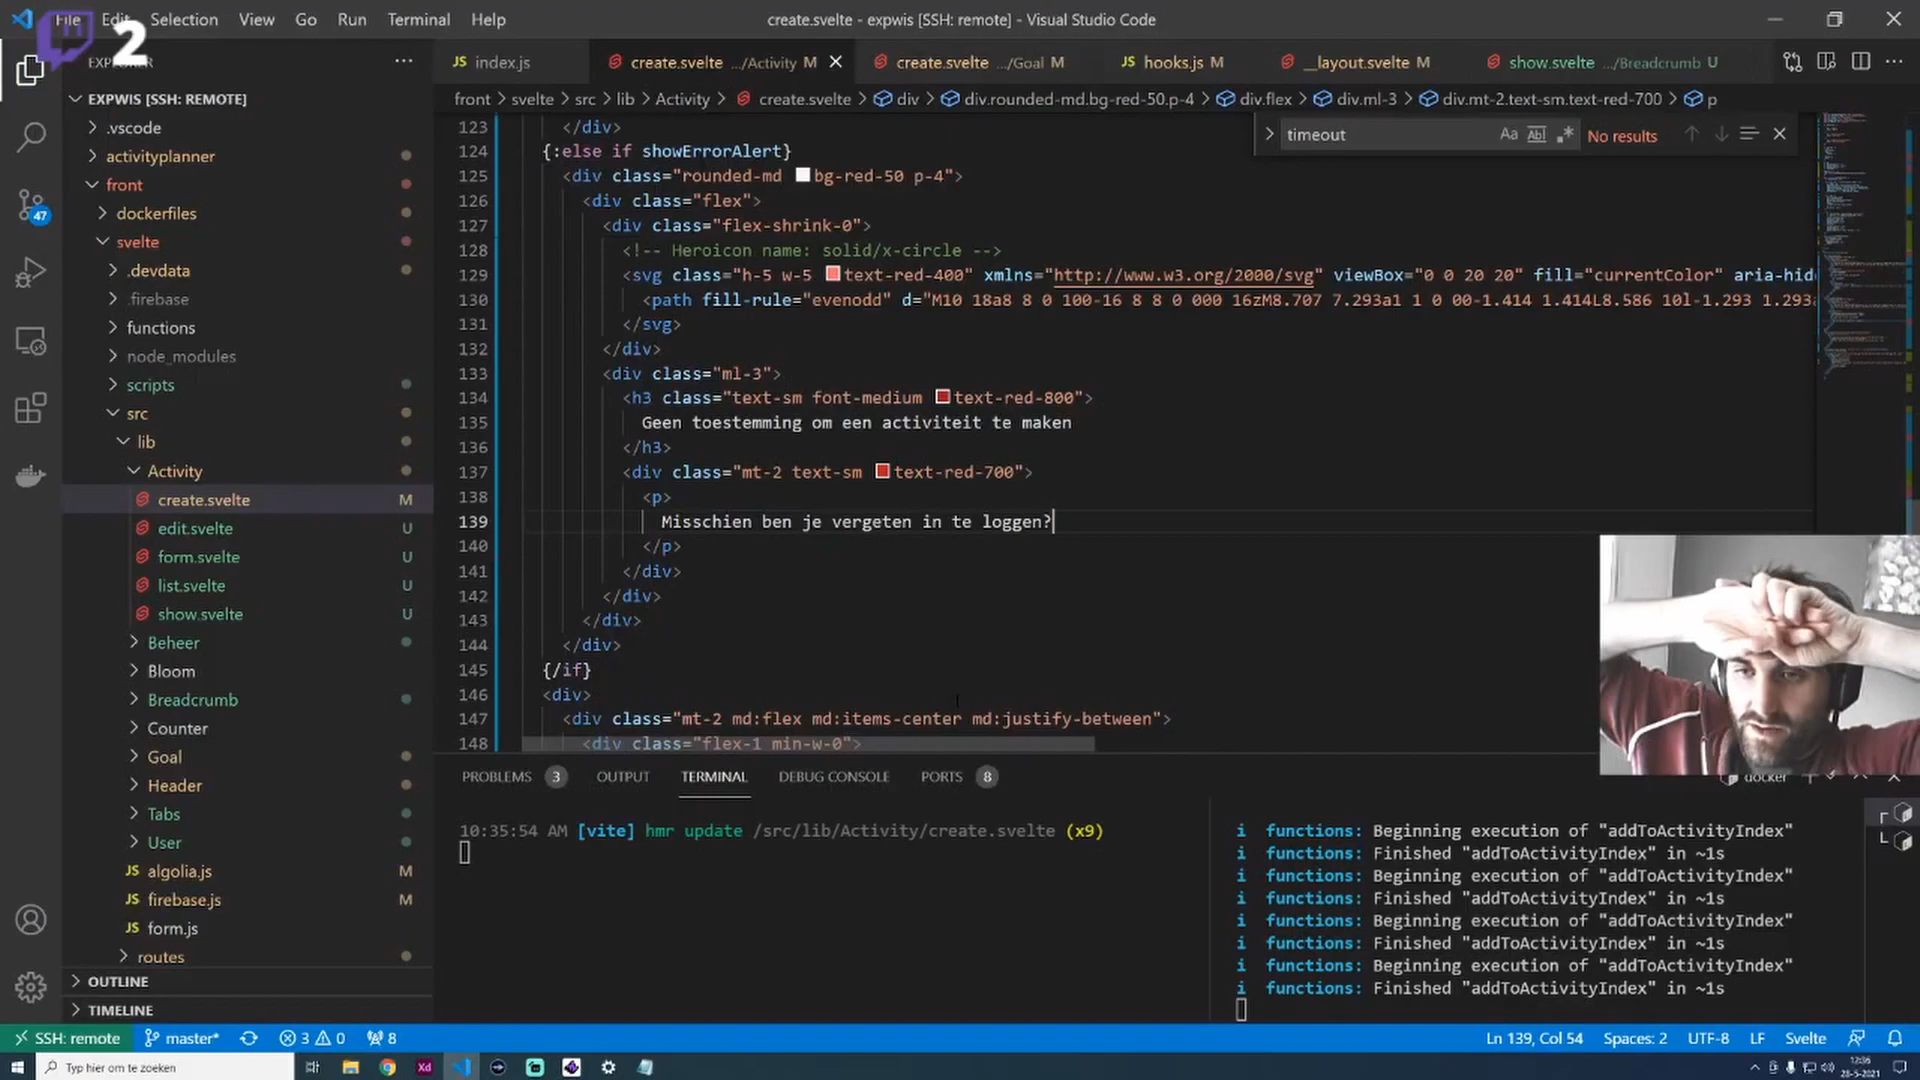 File Edit Selection View Go Run Terminal Help
create.svelte - expwis [SSH: remote] - Visual Studio Code
2
EXPLORER
index.js
create.svelte .../Activity M
create.svelte .../Goal M
hooks.js M
__layout.svelte M
show.svelte .../Breadcrumb U
EXPWIS [SSH: REMOTE]
front > svelte > src > lib > Activity > create.svelte > div > div.rounded-md.bg-red-50.p-4 > div.flex > div.ml-3 > div.mt-2.text-sm.text-red-700 > p
timeout
Aa Ab .*
No results
.vscode
activityplanner
front
dockerfiles
svelte
.devdata
.firebase
functions
node_modules
scripts
src
lib
Activity
create.svelte M
edit.svelte U
form.svelte U
list.svelte U
show.svelte U
Beheer
Bloom
Breadcrumb
Counter
Goal
Header
Tabs
User
algolia.js M
firebase.js M
form.js
routes
OUTLINE
TIMELINE
47
123 </div>
124 {:else if showErrorAlert}
125 <div class="rounded-md bg-red-50 p-4">
126 <div class="flex">
127 <div class="flex-shrink-0">
128 <!-- Heroicon name: solid/x-circle -->
129 <svg class="h-5 w-5 text-red-400" xmlns="http://www.w3.org/2000/svg" viewBox="0 0 20 20" fill="currentColor" aria-hid
130 <path fill-rule="evenodd" d="M10 18a8 8 0 100-16 8 8 0 000 16zM8.707 7.293a1 1 0 00-1.414 1.414L8.586 10l-1.293 1.293a
131 </svg>
132 </div>
133 <div class="ml-3">
134 <h3 class="text-sm font-medium text-red-800">
135 Geen toestemming om een activiteit te maken
136 </h3>
137 <div class="mt-2 text-sm text-red-700">
138 <p>
139 Misschien ben je vergeten in te loggen?
140 </p>
141 </div>
142 </div>
143 </div>
144 </div>
145 {/if}
146 <div>
147 <div class="mt-2 md:flex md:items-center md:justify-between">
148 <div class="flex-1 min-w-0">
PROBLEMS 3 OUTPUT TERMINAL DEBUG CONSOLE PORTS 8
docker
10:35:54 AM [vite] hmr update /src/lib/Activity/create.svelte (x9)
i functions: Beginning execution of "addToActivityIndex"
i functions: Finished "addToActivityIndex" in ~1s
i functions: Beginning execution of "addToActivityIndex"
i functions: Finished "addToActivityIndex" in ~1s
i functions: Beginning execution of "addToActivityIndex"
i functions: Finished "addToActivityIndex" in ~1s
i functions: Beginning execution of "addToActivityIndex"
i functions: Finished "addToActivityIndex" in ~1s
SSH: remote master* 3 0 8
Ln 139, Col 54 Spaces: 2 UTF-8 LF Svelte
Typ hier om te zoeken
Xd
12:36
28-5-2021